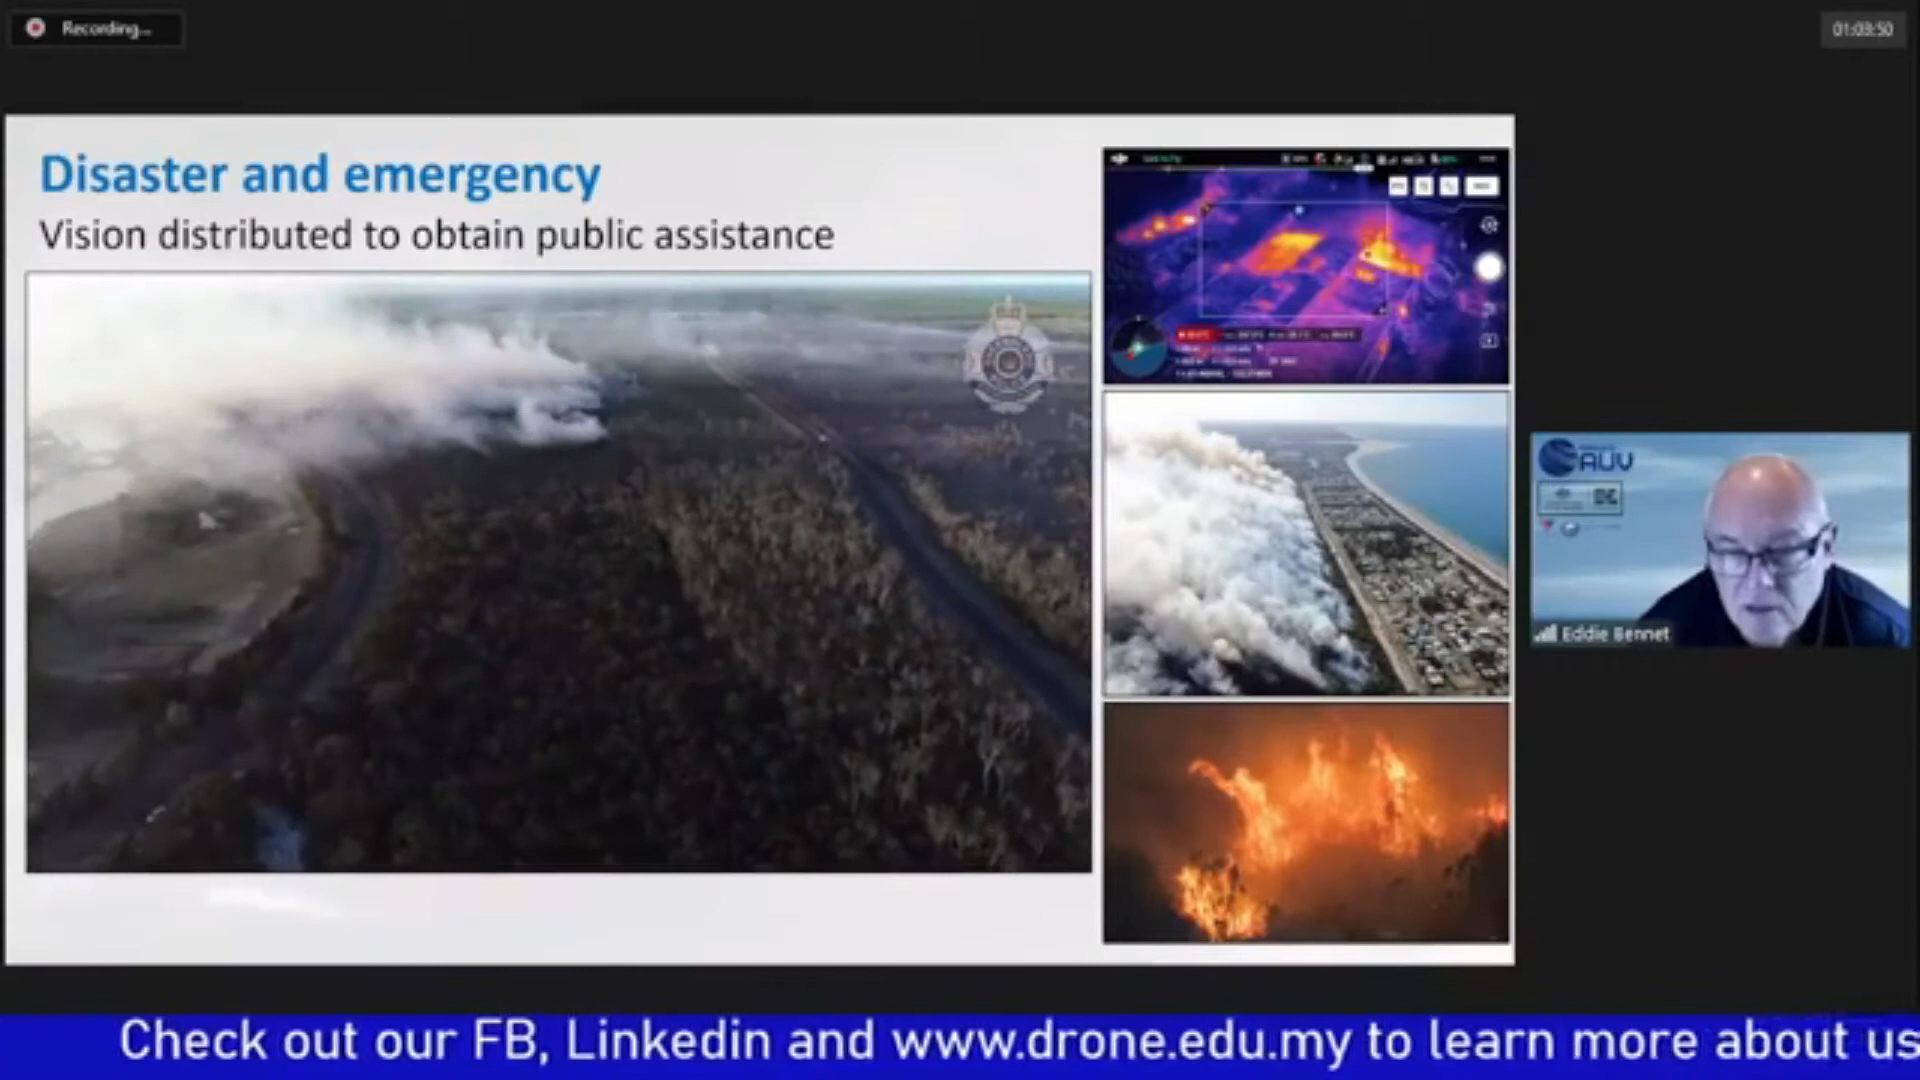 Recording...
01:03:50
Disaster and emergency
Vision distributed to obtain public assistance
AUV
Eddie Bennet
Check out our FB, Linkedin and www.drone.edu.my to learn more about us